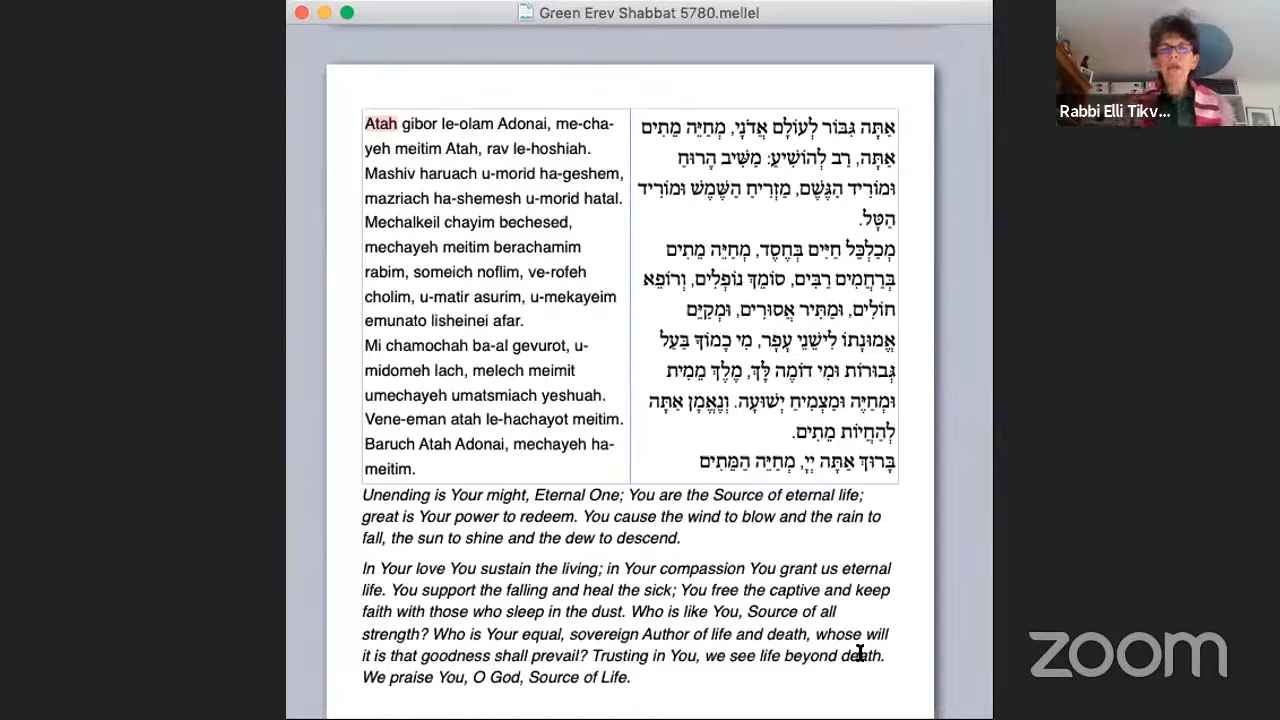 Green Erev Shabbat 5780.mellel
Rabbi Elli Tikv...
Atah gibor le-olam Adonai, me-cha-
yeh meitim Atah, rav le-hoshiah.
Mashiv haruach u-morid ha-geshem,
mazriach ha-shemesh u-morid hatal.
Mechalkeil chayim bechesed,
mechayeh meitim berachamim
rabim, someich noflim, ve-rofeh
cholim, u-matir asurim, u-mekayeim
emunato lisheinei afar.
Mi chamochah ba-al gevurot, u-
midomeh lach, melech meimit
umechayeh umatsmiach yeshuah.
Vene-eman atah le-hachayot meitim.
Baruch Atah Adonai, mechayeh ha-
meitim.
אַתָּה גִּבּוֹר לְעוֹלָם אֲדֹנָי, מְחַיֵּה מֵתִים
אַתָּה, רַב לְהוֹשִׁיעַ: מַשִּׁיב הָרוּחַ
וּמוֹרִיד הַגֶּשֶׁם, מַזְרִיחַ הַשֶּׁמֶשׁ וּמוֹרִיד
הַטָּל.
מְכַלְכֵּל חַיִּים בְּחֶסֶד, מְחַיֵּה מֵתִים
בְּרַחֲמִים רַבִּים, סוֹמֵךְ נוֹפְלִים, וְרוֹפֵא
חוֹלִים, וּמַתִּיר אֲסוּרִים, וּמְקַיֵּם
אֱמוּנָתוֹ לִישֵׁנֵי עָפָר, מִי כָמוֹךָ בַּעַל
גְּבוּרוֹת וּמִי דוֹמֶה לָּךְ, מֶלֶךְ מֵמִית
וּמְחַיֶּה וּמַצְמִיחַ יְשׁוּעָה. וְנֶאֱמָן אַתָּה
לְהַחֲיוֹת מֵתִים.
בָּרוּךְ אַתָּה יְיָ, מְחַיֵּה הַמֵּתִים
Unending is Your might, Eternal One; You are the Source of eternal life;
great is Your power to redeem. You cause the wind to blow and the rain to
fall, the sun to shine and the dew to descend.
In Your love You sustain the living; in Your compassion You grant us eternal
life. You support the falling and heal the sick; You free the captive and keep
faith with those who sleep in the dust. Who is like You, Source of all
strength? Who is Your equal, sovereign Author of life and death, whose will
it is that goodness shall prevail? Trusting in You, we see life beyond death.
We praise You, O God, Source of Life.
zoom